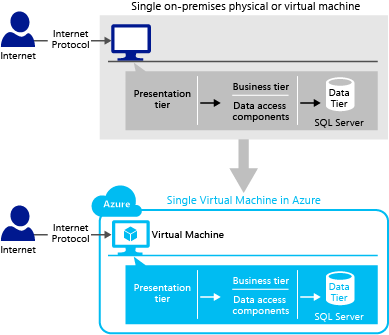 Single on-premises physical or virtual machine
Internet
Internet
Protocol
Presentation
tier
Business tier
Data access
components
Data
Tier
SQL Server
Azure
Single Virtual Machine in Azure
Internet
Internet
Protocol
Virtual Machine
Presentation
tier
Business tier
Data access
components
Data
Tier
SQL Server